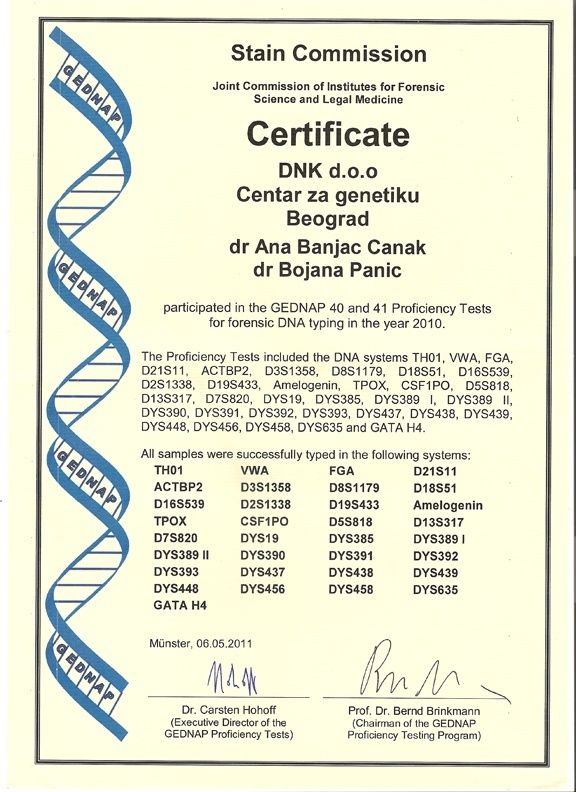 GEDNAP
GEDNAP
GEDNAP
GEDNAP
Stain Commission
Joint Commission of Institutes for Forensic
Science and Legal Medicine
Certificate
DNK d.o.o
Centar za genetiku
Beograd
dr Ana Banjac Canak
dr Bojana Panic
participated in the GEDNAP 40 and 41 Proficiency Tests
for forensic DNA typing in the year 2010.
The Proficiency Tests included the DNA systems TH01, VWA, FGA,
D21S11, ACTBP2, D3S1358, D8S1179, D18S51, D16S539,
D2S1338, D19S433, Amelogenin, TPOX, CSF1PO, D5S818,
D13S317, D7S820, DYS19, DYS385, DYS389 I, DYS389 II,
DYS390, DYS391, DYS392, DYS393, DYS437, DYS438, DYS439,
DYS448, DYS456, DYS458, DYS635 and GATA H4.
All samples were successfully typed in the following systems:
TH01 VWA FGA D21S11
ACTBP2 D3S1358 D8S1179 D18S51
D16S539 D2S1338 D19S433 Amelogenin
TPOX CSF1PO D5S818 D13S317
D7S820 DYS19 DYS385 DYS389 I
DYS389 II DYS390 DYS391 DYS392
DYS393 DYS437 DYS438 DYS439
DYS448 DYS456 DYS458 DYS635
GATA H4
Münster, 06.05.2011
Dr. Carsten Hohoff Prof. Dr. Bernd Brinkmann
(Executive Director of the (Chairman of the GEDNAP
GEDNAP Proficiency Tests) Proficiency Testing Program)